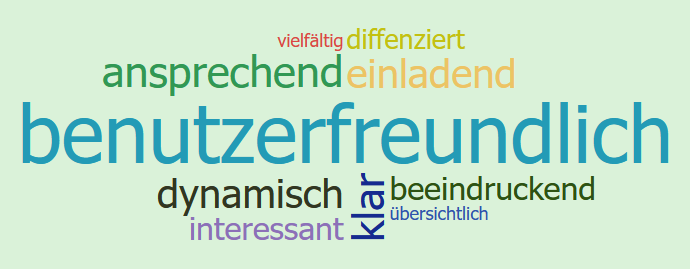 vielfältig diffenziert
ansprechend einladend
benutzerfreundlich
dynamisch klar beeindruckend
interessant übersichtlich